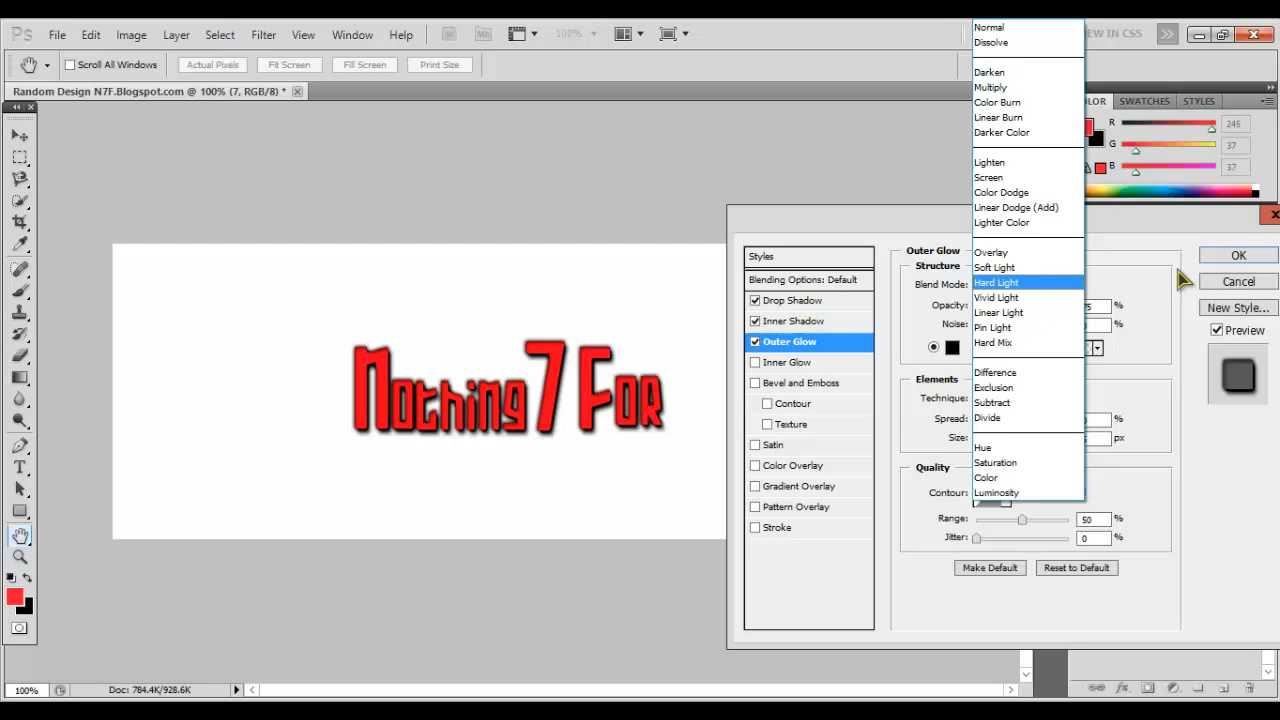 Ps File Edit Image Layer Select Filter View Window Help Br Mb 100%
NEW IN CS5
Scroll All Windows Actual Pixels Fit Screen Fill Screen Print Size
Random Design N7F.Blogspot.com @ 100% (7, RGB/8) *
Normal
Dissolve
Darken
Multiply
Color Burn
Linear Burn
Darker Color
Lighten
Screen
Color Dodge
Linear Dodge (Add)
Lighter Color
Overlay
Soft Light
Hard Light
Vivid Light
Linear Light
Pin Light
Hard Mix
Difference
Exclusion
Subtract
Divide
Hue
Saturation
Color
Luminosity
SWATCHES STYLES
R 245
G 37
B 37
Nothing 7 For
Styles
Blending Options: Default
Drop Shadow
Inner Shadow
Outer Glow
Inner Glow
Bevel and Emboss
Contour
Texture
Satin
Color Overlay
Gradient Overlay
Pattern Overlay
Stroke
Outer Glow
Structure
Blend Mode:
Opacity: %
Noise: %
Elements
Technique:
Spread: %
Size: px
Quality
Contour:
Range: 50 %
Jitter: 0 %
Make Default Reset to Default
OK
Cancel
New Style...
Preview
100% Doc: 784.4K/928.6K